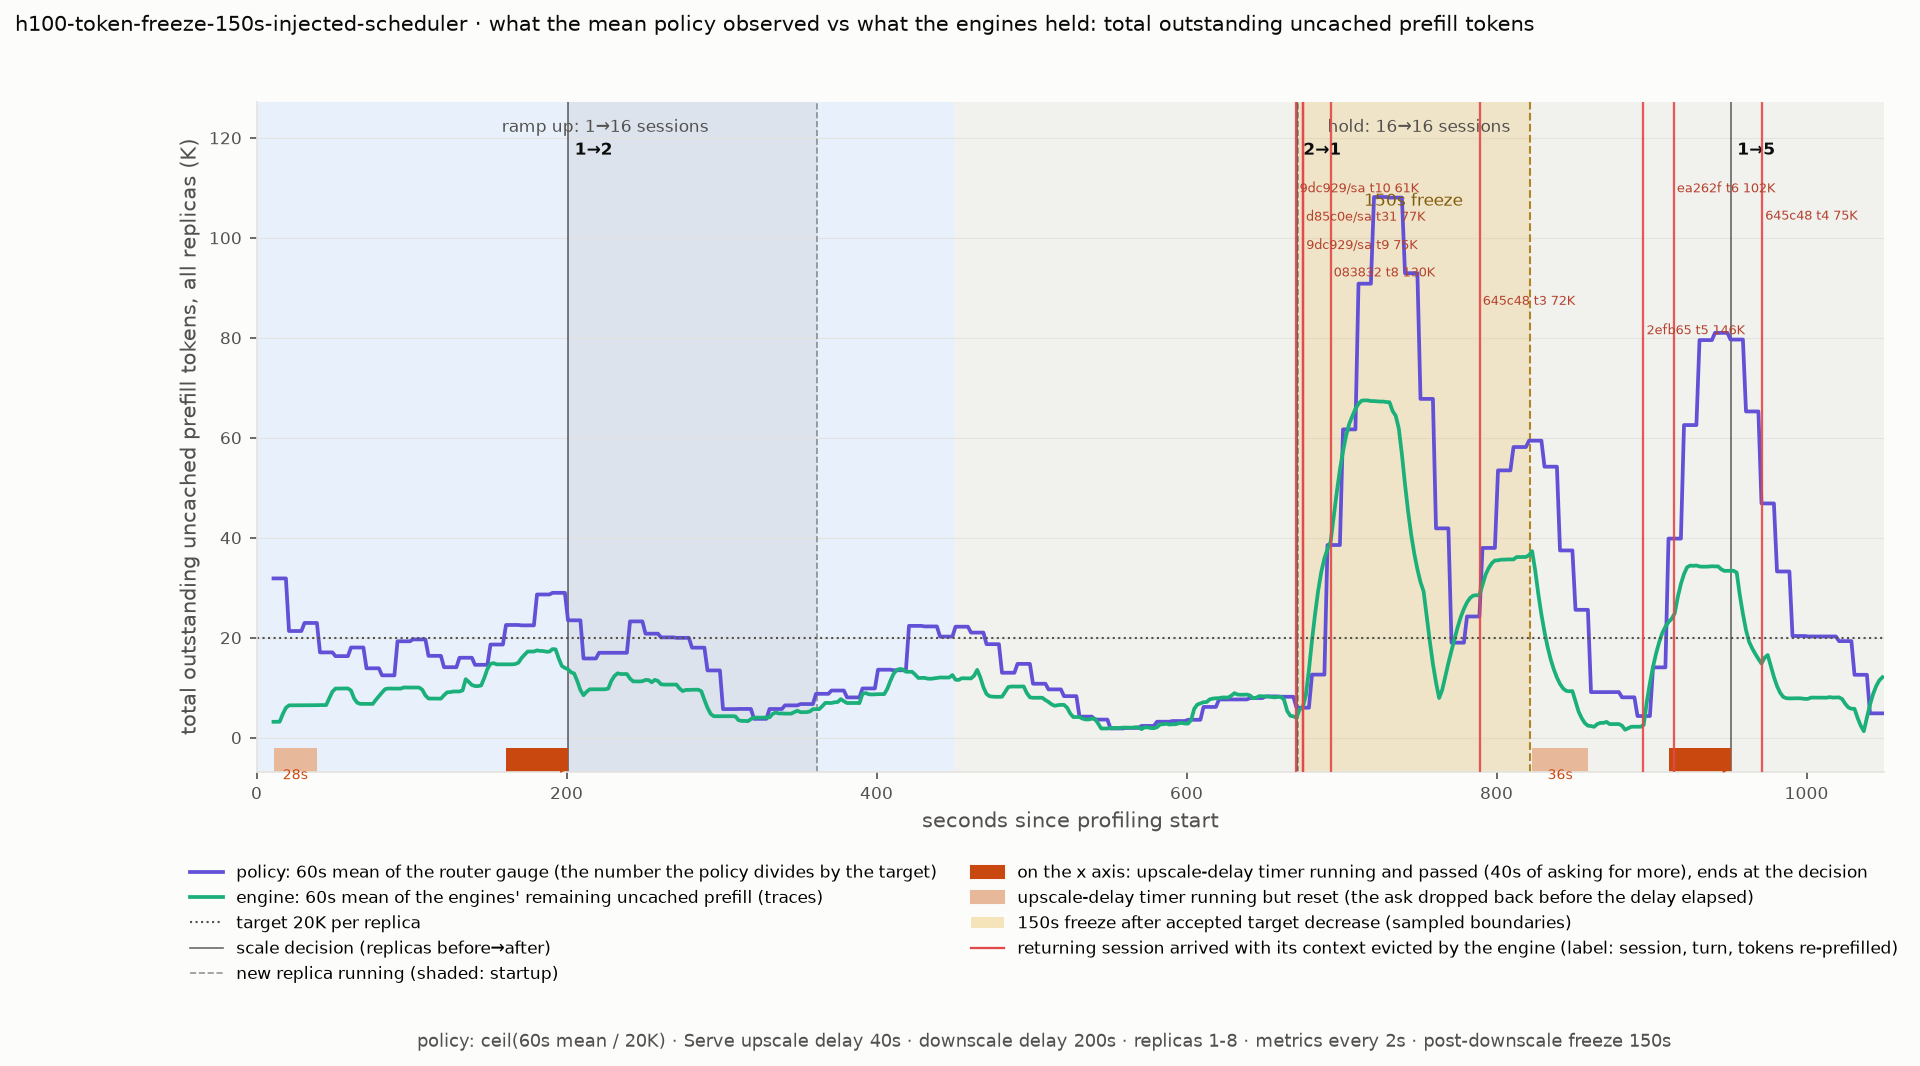 h100-token-freeze-150s-injected-scheduler · what the mean policy observed vs what the engines held: total outstanding uncached prefill tokens
total outstanding uncached prefill tokens, all replicas (K)
120
100
80
60
40
20
0
ramp up: 1→16 sessions
hold: 16→16 sessions
1→2
2→1
1→5
9dc929/sa t10 61K
150s freeze
d85c0e/sa t31 77K
9dc929/sa t9 75K
083832 t8 130K
645c48 t3 72K
2efb65 t5 146K
ea262f t6 102K
645c48 t4 75K
28s
36s
0
200
400
600
800
1000
seconds since profiling start
policy: 60s mean of the router gauge (the number the policy divides by the target)
engine: 60s mean of the engines' remaining uncached prefill (traces)
target 20K per replica
scale decision (replicas before→after)
new replica running (shaded: startup)
on the x axis: upscale-delay timer running and passed (40s of asking for more), ends at the decision
upscale-delay timer running but reset (the ask dropped back before the delay elapsed)
150s freeze after accepted target decrease (sampled boundaries)
returning session arrived with its context evicted by the engine (label: session, turn, tokens re-prefilled)
policy: ceil(60s mean / 20K) · Serve upscale delay 40s · downscale delay 200s · replicas 1-8 · metrics every 2s · post-downscale freeze 150s